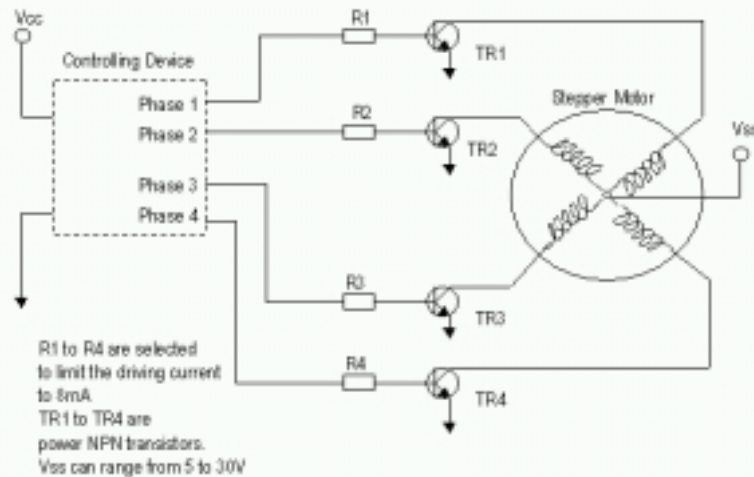 Vcc
R1
TR1
Controlling Device
Phase 1
Phase 2
Phase 3
Phase 4
R2
TR2
Stepper Motor
Vss
R3
TR3
R4
TR4
R1 to R4 are selected
to limit the driving current
to 8mA
TR1 to TR4 are
power NPN transistors.
Vss can range from 5 to 30V